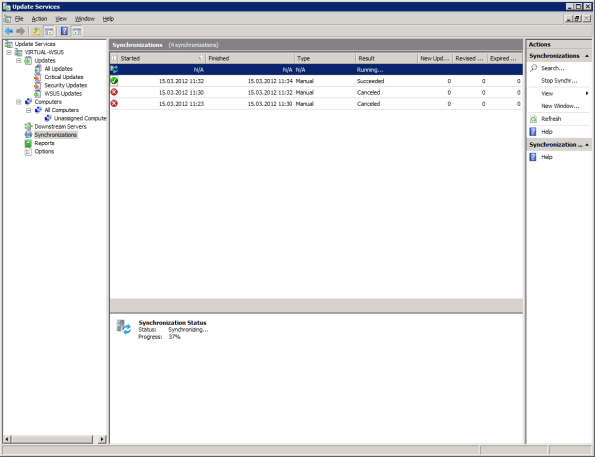 Update Services
File Action View Window Help
Update Services
VIRTUAL-WSUS
Updates
All Updates
Critical Updates
Security Updates
WSUS Updates
Computers
All Computers
Unassigned Compute
Downstream Servers
Synchronizations
Reports
Options
Synchronizations (4 synchronizations)
Started Finished Type Result New Upd... Revised ... Expired ...
N/A N/A N/A Running...
15.03.2012 11:32 15.03.2012 11:34 Manual Succeeded 0 0 0
15.03.2012 11:30 15.03.2012 11:32 Manual Canceled 0 0 0
15.03.2012 11:23 15.03.2012 11:30 Manual Canceled 0 0 0
Synchronization Status
Status: Synchronizing...
Progress: 37%
Actions
Synchronizations
Search...
Stop Synchr...
View
New Window...
Refresh
Help
Synchronization ...
Help